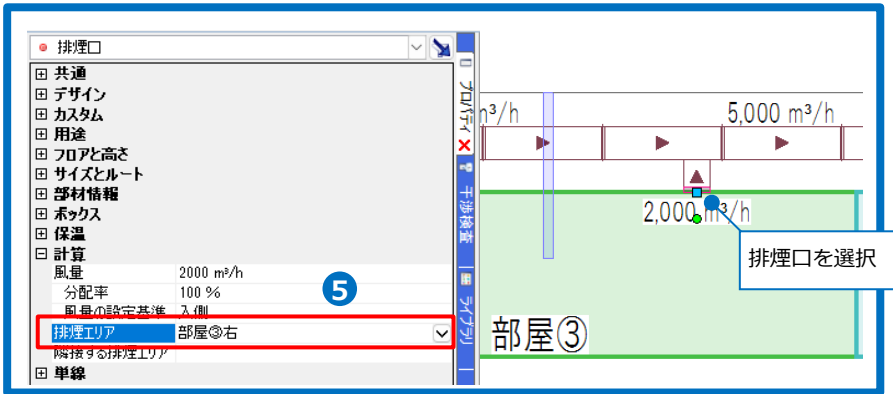 排煙口
共通
デザイン
カスタム
用途
フロアと高さ
サイズとルート
部材情報
ボックス
保温
計算
風量 2000 m³/h
分配率 100 %
風量の設定基準 入側
排煙エリア 部屋③右
隣接する排煙エリア
単線
5
プロパティ
干渉検査
ライブラリ
m³/h 5,000 m³/h
2,000 m³/h
排煙口を選択
部屋③